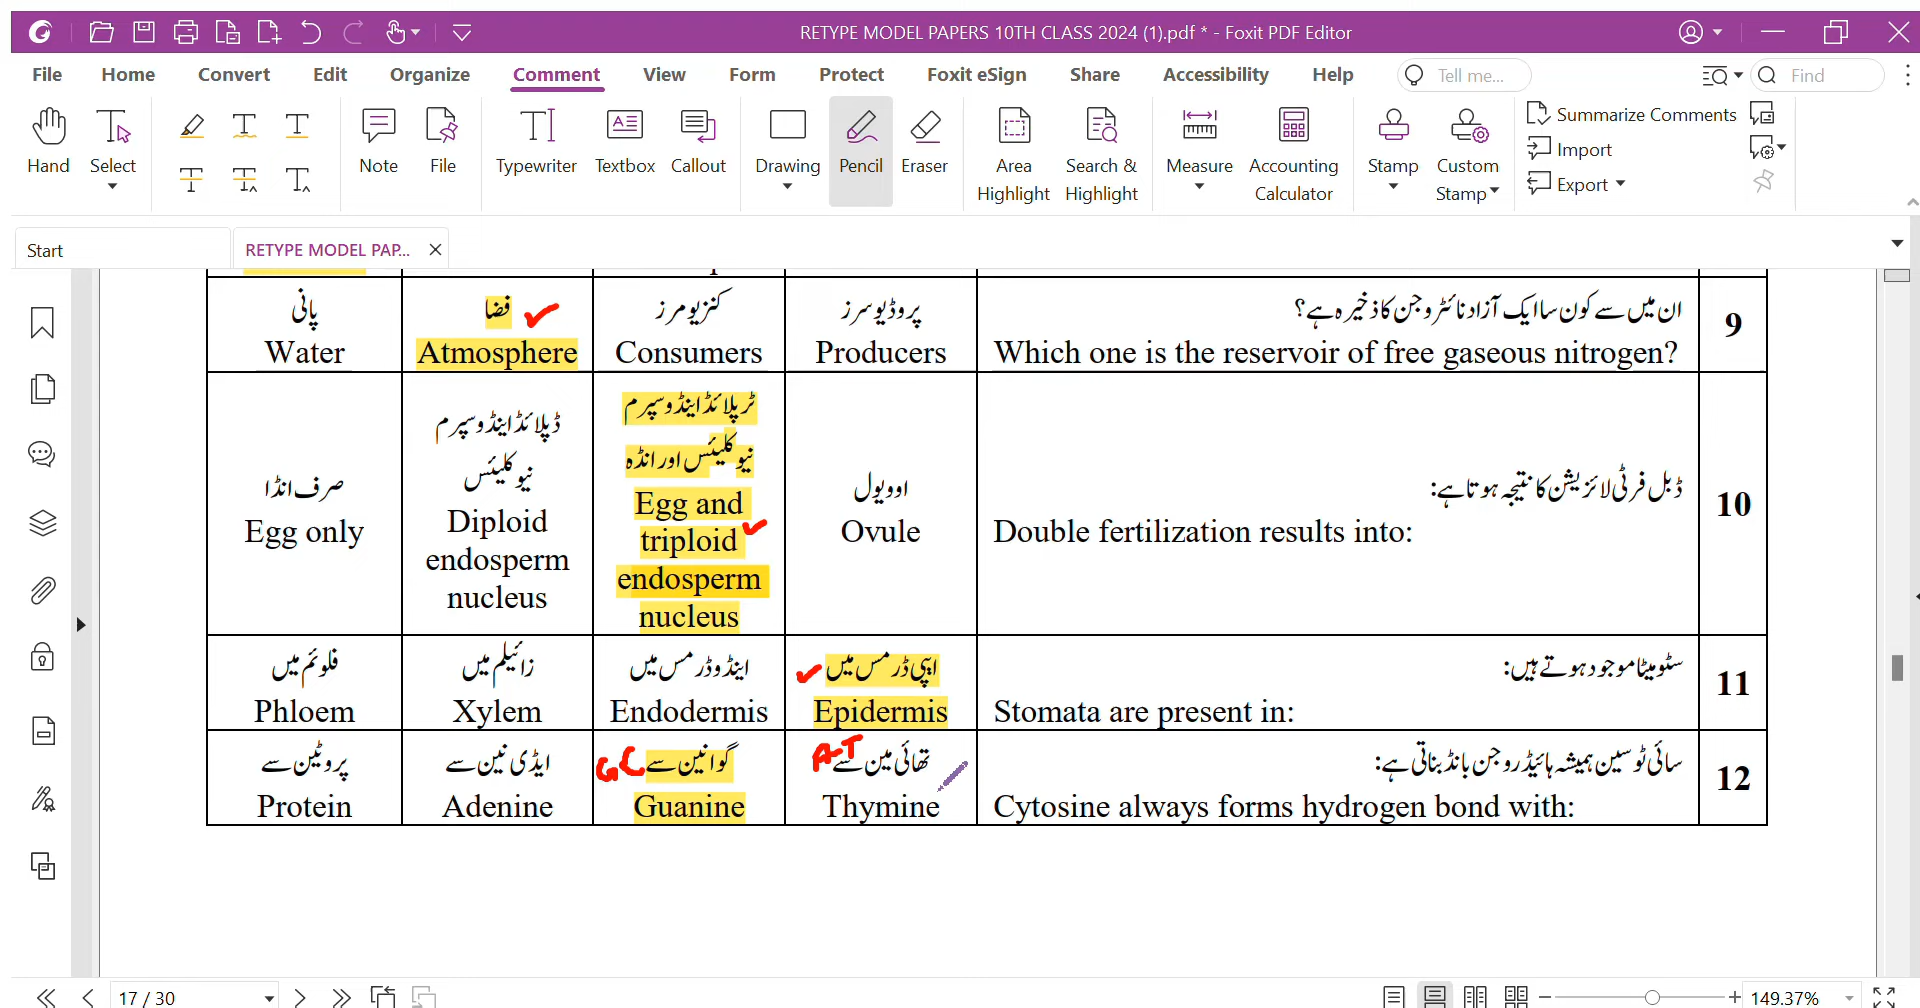 RETYPE MODEL PAPERS 10TH CLASS 2024 (1).pdf * - Foxit PDF Editor
File Home Convert Edit Organize Comment View Form Protect Foxit eSign Share Accessibility Help Tell me... Find
Hand Select Note File Typewriter Textbox Callout Drawing Pencil Eraser Area Highlight Search & Highlight Measure Accounting Calculator Stamp Custom Stamp Summarize Comments Import Export
Start RETYPE MODEL PAP...
پانی فضا کنزیومرز پروڈیوسرز ان میں سے کون سا ایک آزاد نائٹروجن کا ذخیرہ ہے؟ 9
Water Atmosphere Consumers Producers Which one is the reservoir of free gaseous nitrogen?
صرف انڈا
Egg only
ڈپلائڈ اینڈوسپرم
نیوکلیئس
Diploid
endosperm
nucleus
ٹرپلائڈ اینڈوسپرم
نیوکلیئس اور انڈہ
Egg and
triploid
endosperm
nucleus
اوویول
Ovule
ڈبل فرٹی لائزیشن کا نتیجہ ہوتا ہے:
Double fertilization results into:
10
فلوئم میں زائیلم میں اینڈوڈرمس میں ایپی ڈرمس میں سٹومیٹا موجود ہوتے ہیں: 11
Phloem Xylem Endodermis Epidermis Stomata are present in:
پروٹین سے ایڈی نین سے GC گوانین سے A-T تھائی مین سے سائی ٹوسین ہمیشہ ہائیڈروجن بانڈ بناتی ہے: 12
Protein Adenine Guanine Thymine Cytosine always forms hydrogen bond with:
17 / 30 149.37%